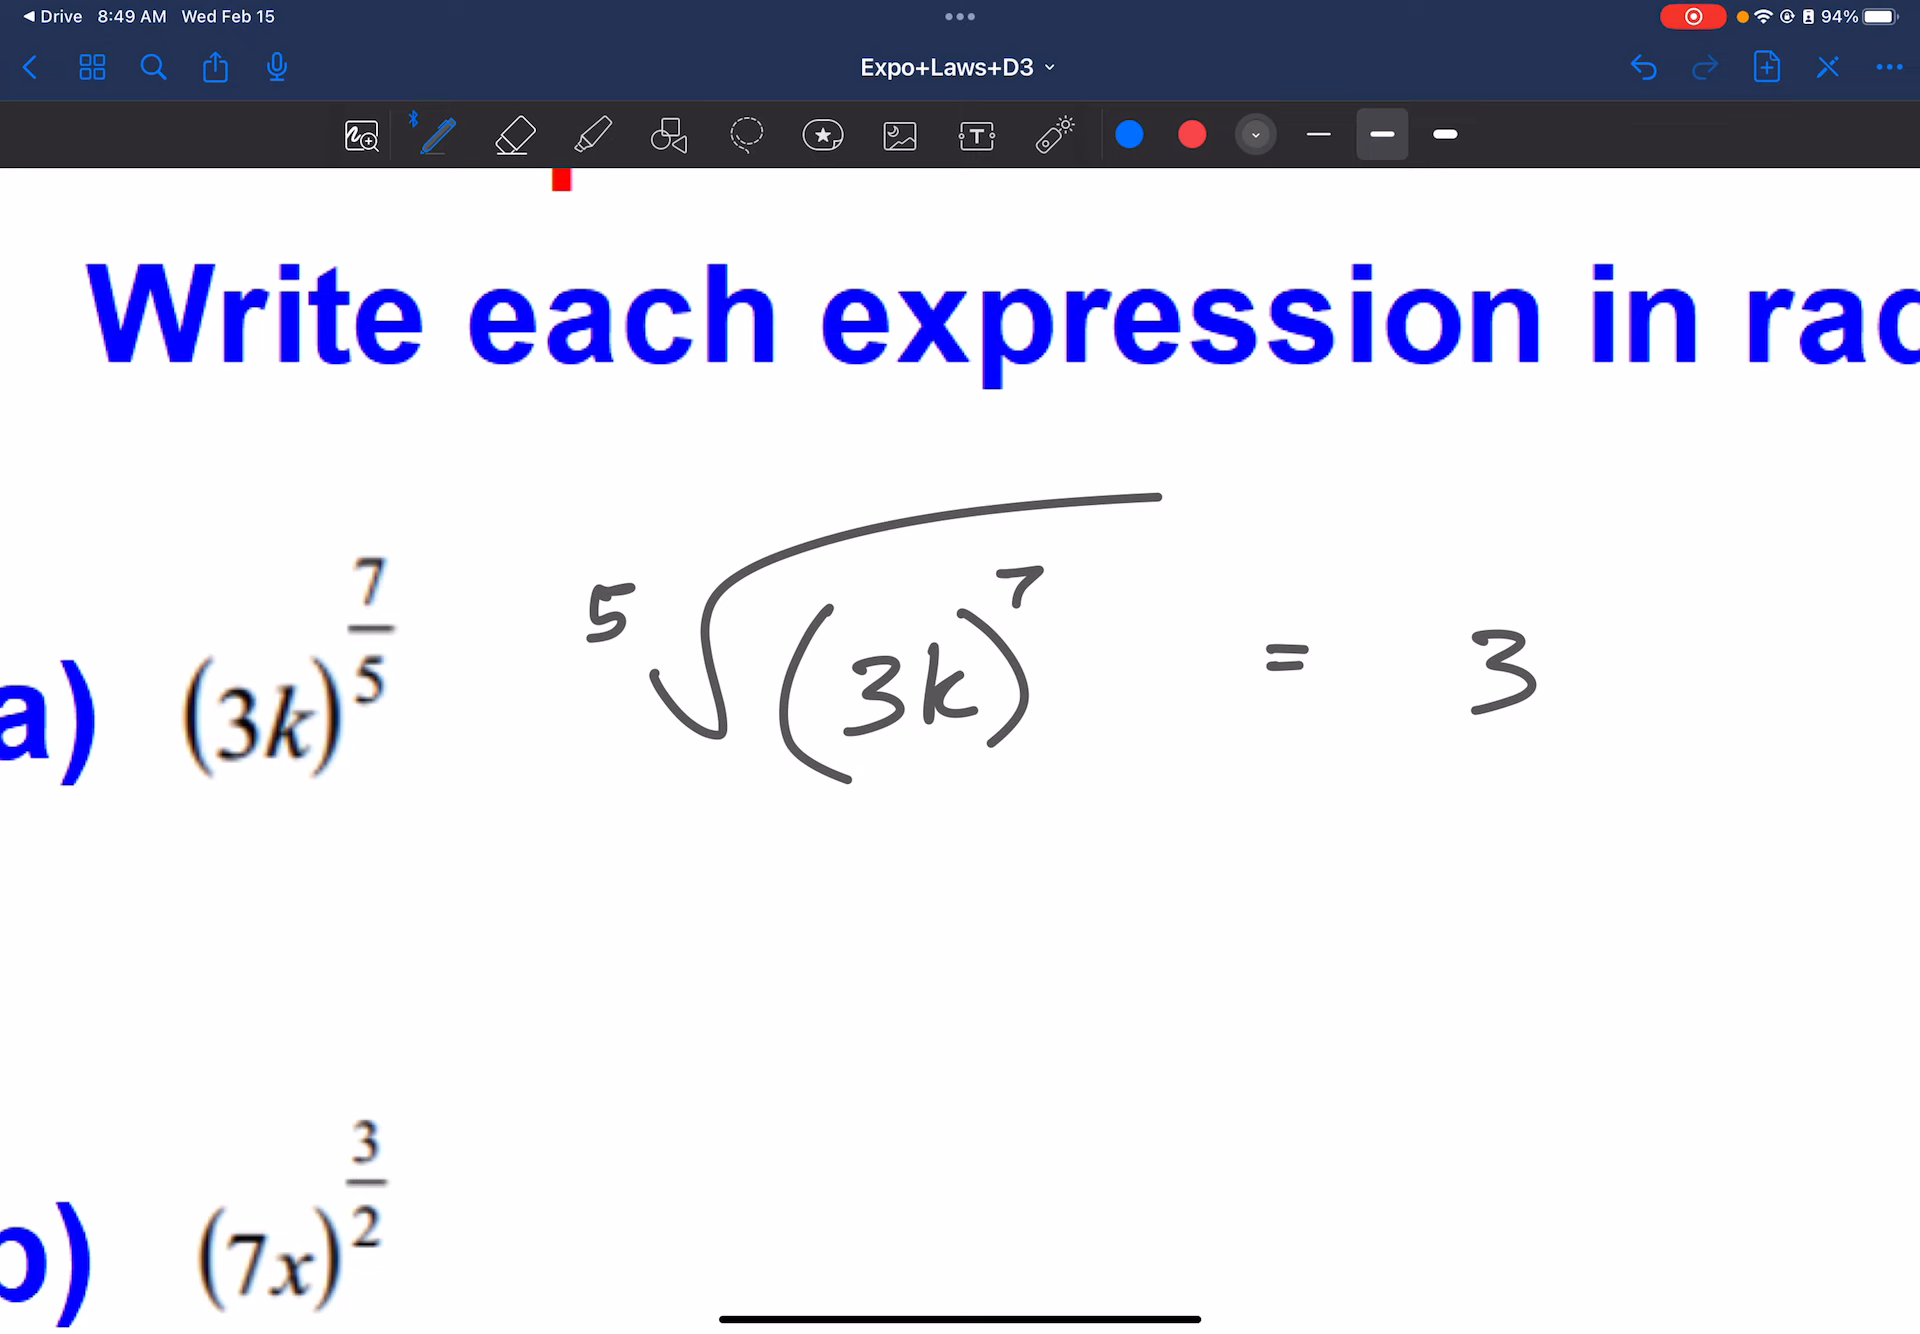 Drive 8:49 AM Wed Feb 15
94%
Expo+Laws+D3
T
Write each expression in rad
a) (3k)^(7/5) ⁵√(3k)⁷ = 3
b) (7x)^(3/2)